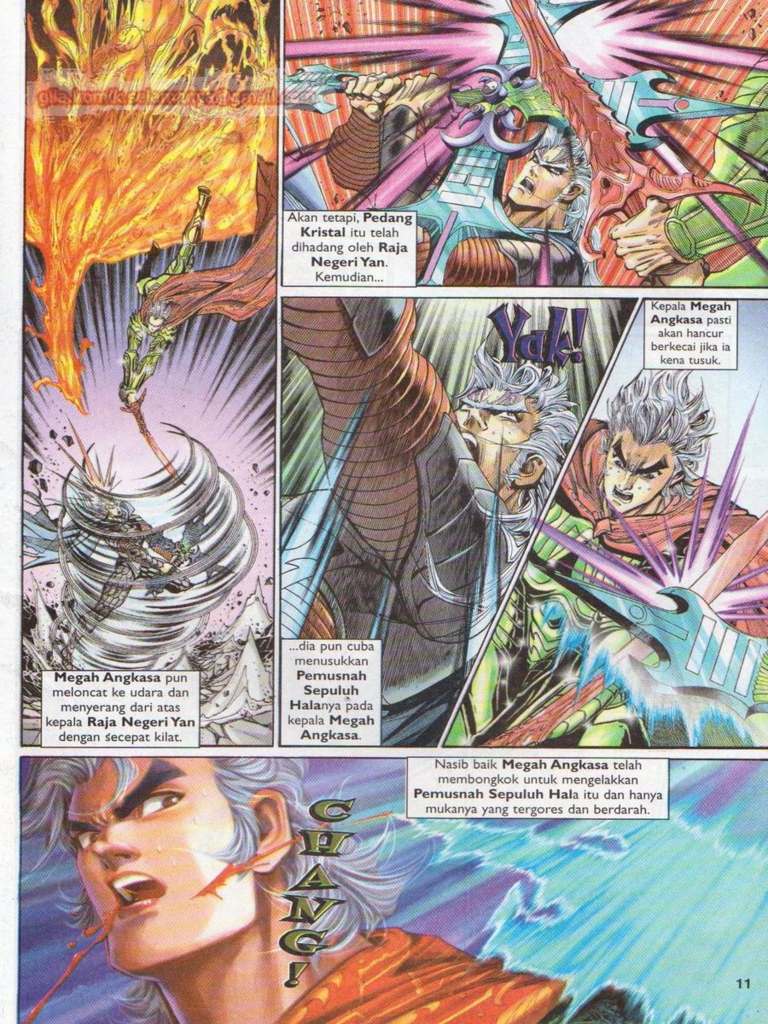 Megah Angkasa pun
meloncat ke udara dan
menyerang dari atas
kepala Raja Negeri Yan
dengan secepat kilat.
Akan tetapi, Pedang
Kristal itu telah
dihadang oleh Raja
Negeri Yan.
Kemudian...
Yak!
...dia pun cuba
menusukkan
Pemusnah
Sepuluh
Halanya pada
kepala Megah
Angkasa.
Kepala Megah
Angkasa pasti
akan hancur
berkecai jika ia
kena tusuk.
Nasib baik Megah Angkasa telah
membongkok untuk mengelakkan
Pemusnah Sepuluh Hala itu dan hanya
mukanya yang tergores dan berdarah.
CHANG!
11